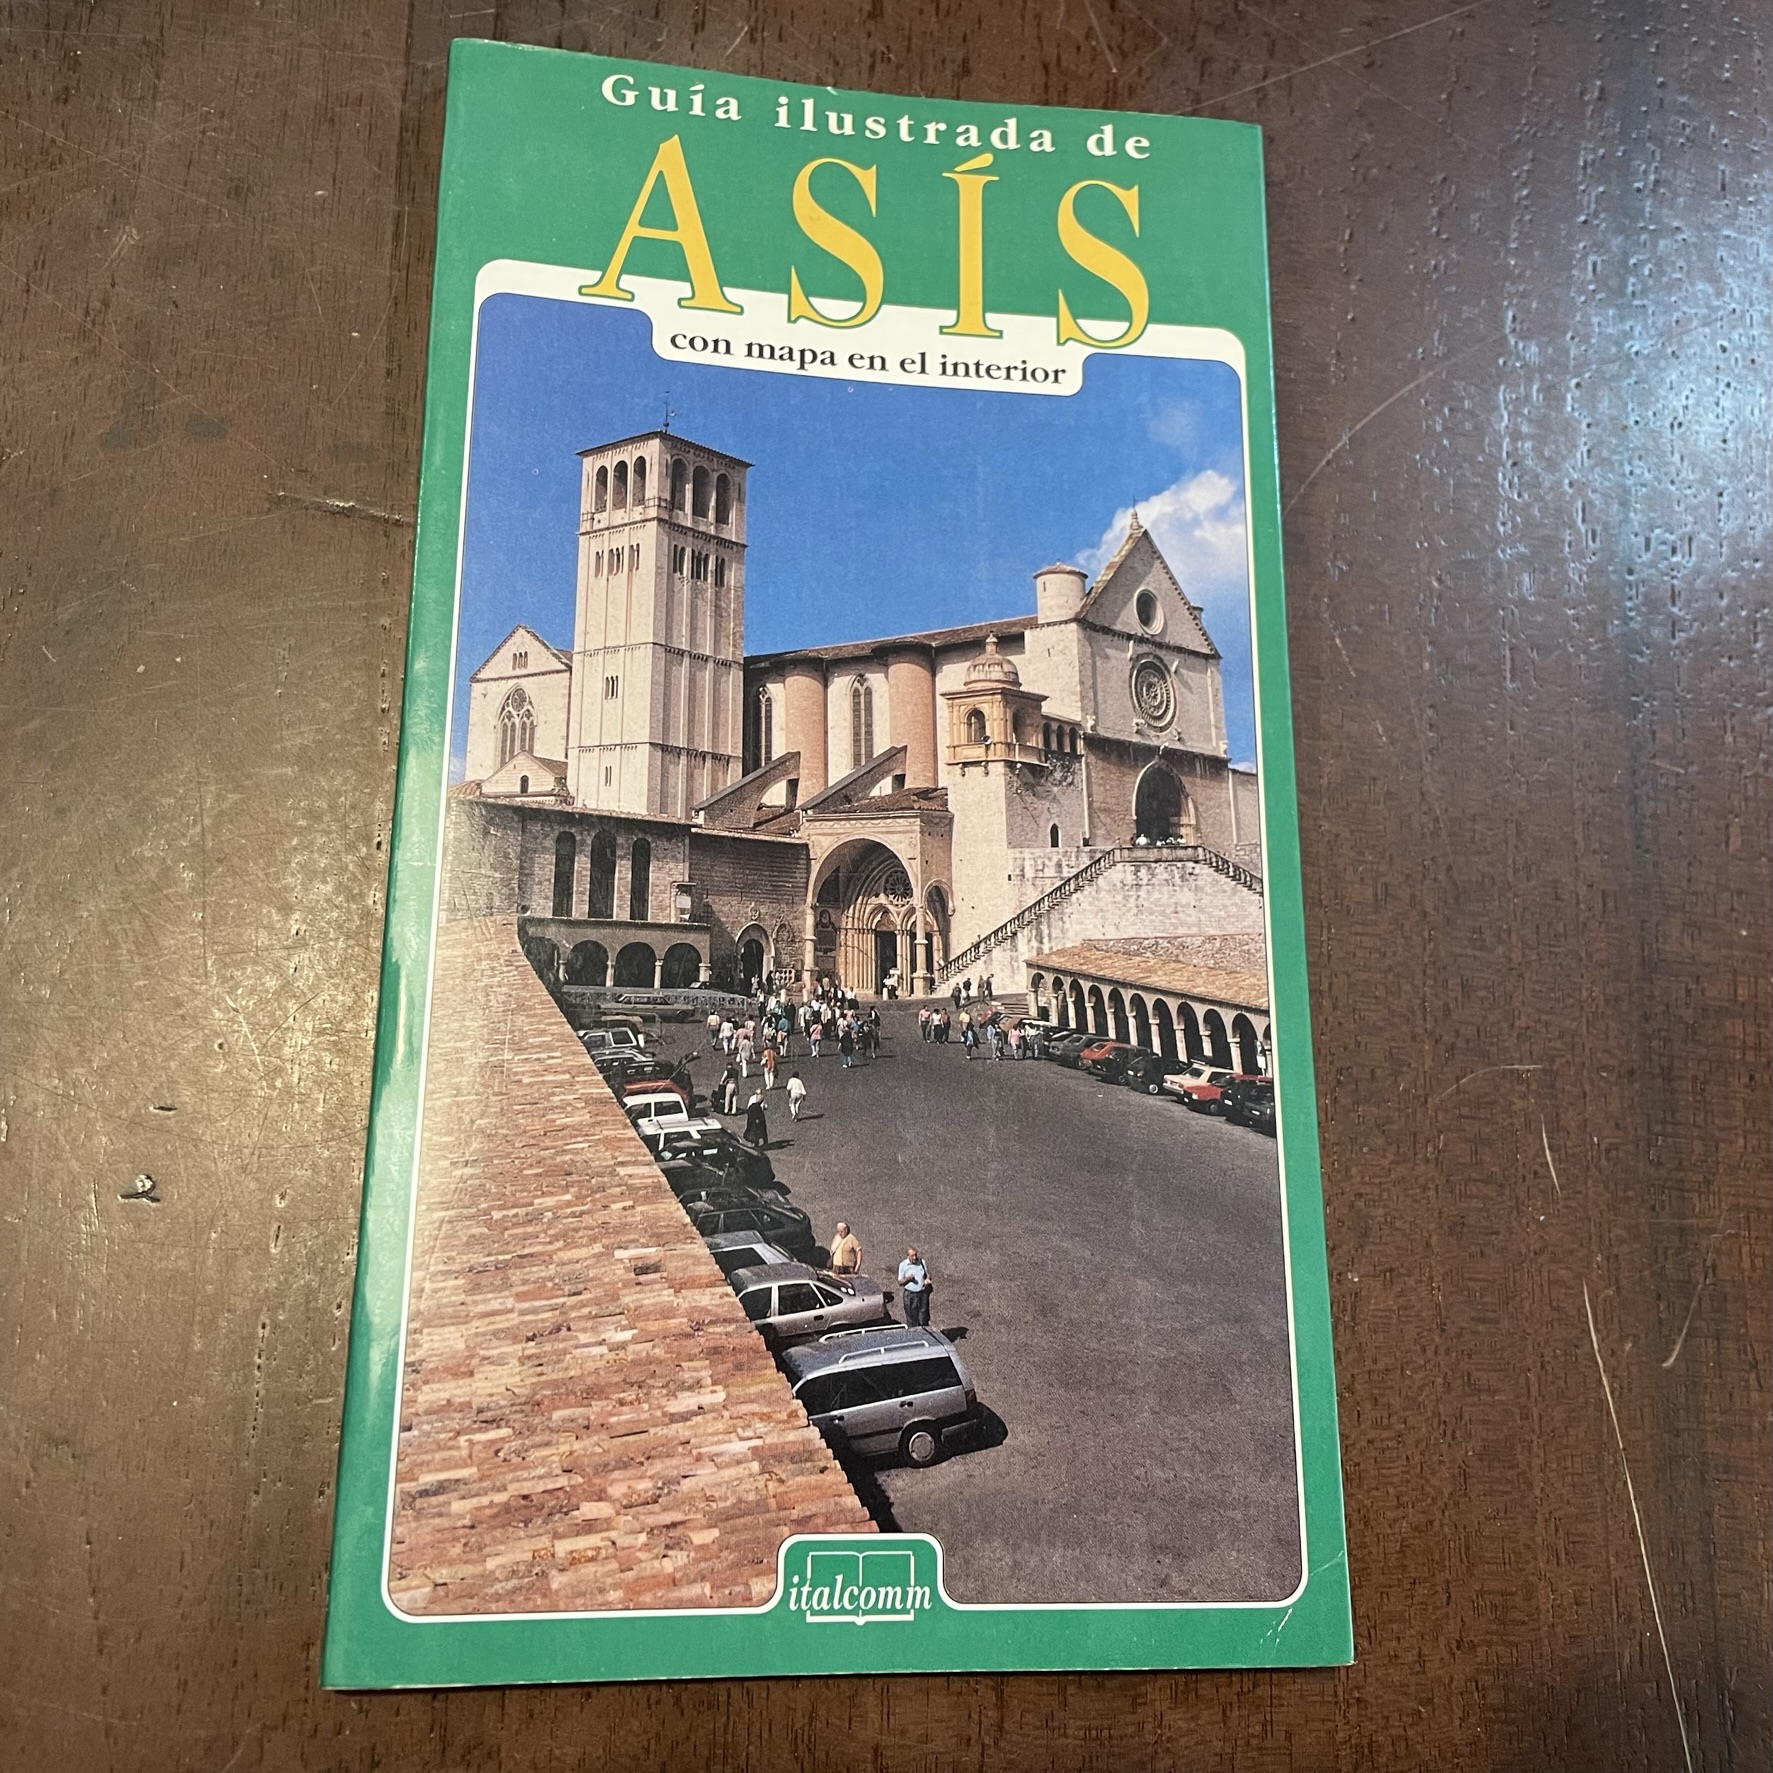 Guía ilustrada de
ASÍS
con mapa en el interior
italcomm